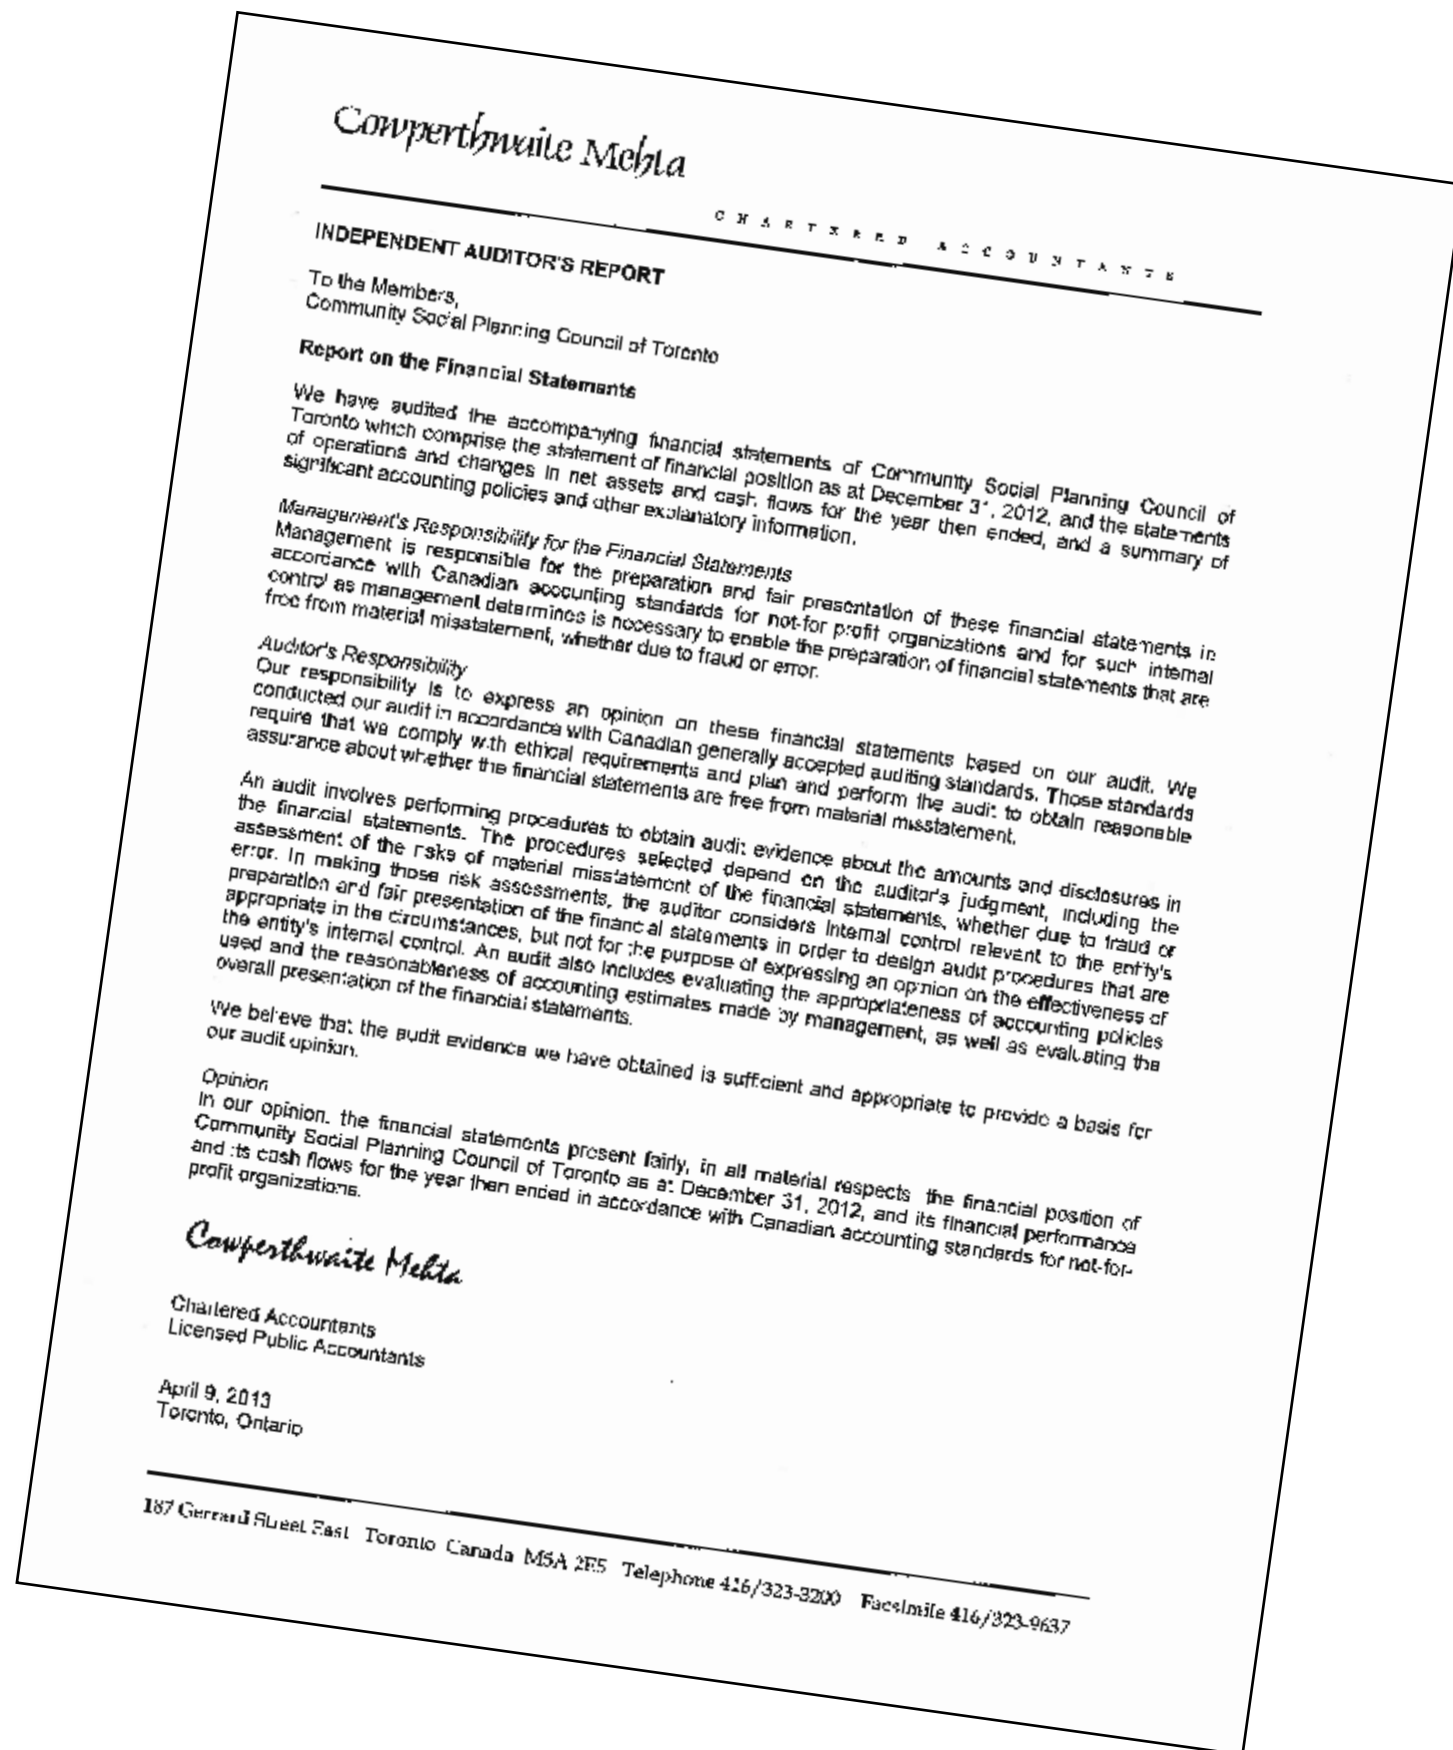 Cowperthwaite Mehta
CHARTERED ACCOUNTANTS
INDEPENDENT AUDITOR'S REPORT
To the Members,
Community Social Planning Council of Toronto
Report on the Financial Statements
We have audited the accompanying financial statements of Community Social Planning Council of
Toronto which comprise the statement of financial position as at December 31, 2012, and the statements
of operations and changes in net assets and cash flows for the year then ended, and a summary of
significant accounting policies and other explanatory information.
Management's Responsibility for the Financial Statements
Management is responsible for the preparation and fair presentation of these financial statements in
accordance with Canadian accounting standards for not-for profit organizations and for such internal
control as management determines is necessary to enable the preparation of financial statements that are
free from material misstatement, whether due to fraud or error.
Auditor's Responsibility
Our responsibility is to express an opinion on these financial statements based on our audit. We
conducted our audit in accordance with Canadian generally accepted auditing standards. Those standards
require that we comply with ethical requirements and plan and perform the audit to obtain reasonable
assurance about whether the financial statements are free from material misstatement.
An audit involves performing procedures to obtain audit evidence about the amounts and disclosures in
the financial statements. The procedures selected depend on the auditor's judgment, including the
assessment of the risks of material misstatement of the financial statements, whether due to fraud or
error. In making those risk assessments, the auditor considers internal control relevant to the entity's
preparation and fair presentation of the financial statements in order to design audit procedures that are
appropriate in the circumstances, but not for the purpose of expressing an opinion on the effectiveness of
the entity's internal control. An audit also includes evaluating the appropriateness of accounting policies
used and the reasonableness of accounting estimates made by management, as well as evaluating the
overall presentation of the financial statements.
We believe that the audit evidence we have obtained is sufficient and appropriate to provide a basis for
our audit opinion.
Opinion
In our opinion, the financial statements present fairly, in all material respects the financial position of
Community Social Planning Council of Toronto as at December 31, 2012, and its financial performance
and its cash flows for the year then ended in accordance with Canadian accounting standards for not-for-
profit organizations.
Cowperthwaite Mehta
Chartered Accountants
Licensed Public Accountants
April 9, 2013
Toronto, Ontario
187 Gerrard Street East Toronto Canada M5A 2E5 Telephone 416/323-3200 Facsimile 416/323-9637